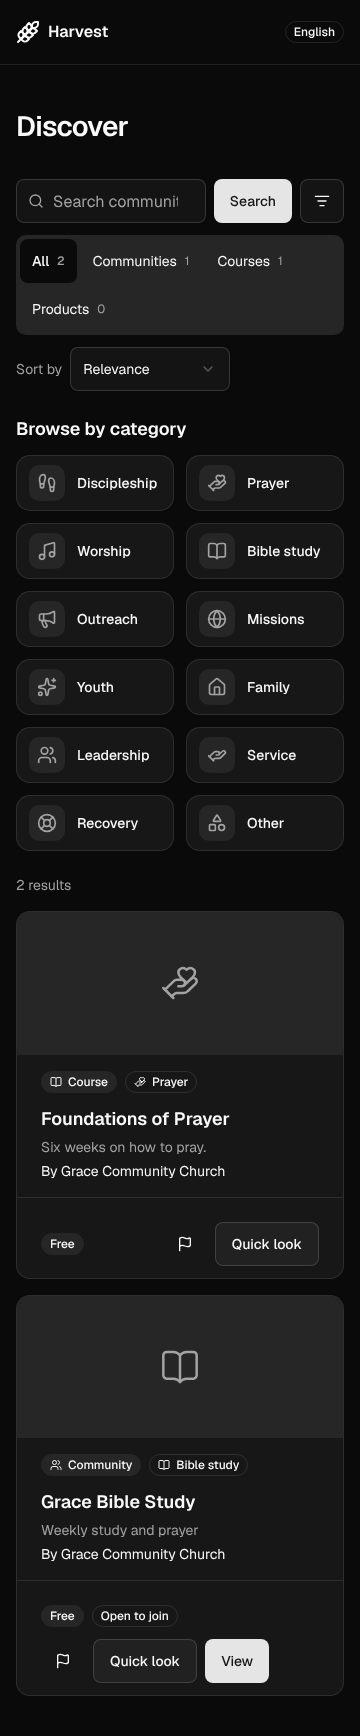 Harvest
English
Discover
Search communit
Search
All 2
Communities 1
Courses 1
Products 0
Sort by
Relevance
Browse by category
Discipleship
Prayer
Worship
Bible study
Outreach
Missions
Youth
Family
Leadership
Service
Recovery
Other
2 results
Course
Prayer
Foundations of Prayer
Six weeks on how to pray.
By Grace Community Church
Free
Quick look
Community
Bible study
Grace Bible Study
Weekly study and prayer
By Grace Community Church
Free
Open to join
Quick look
View